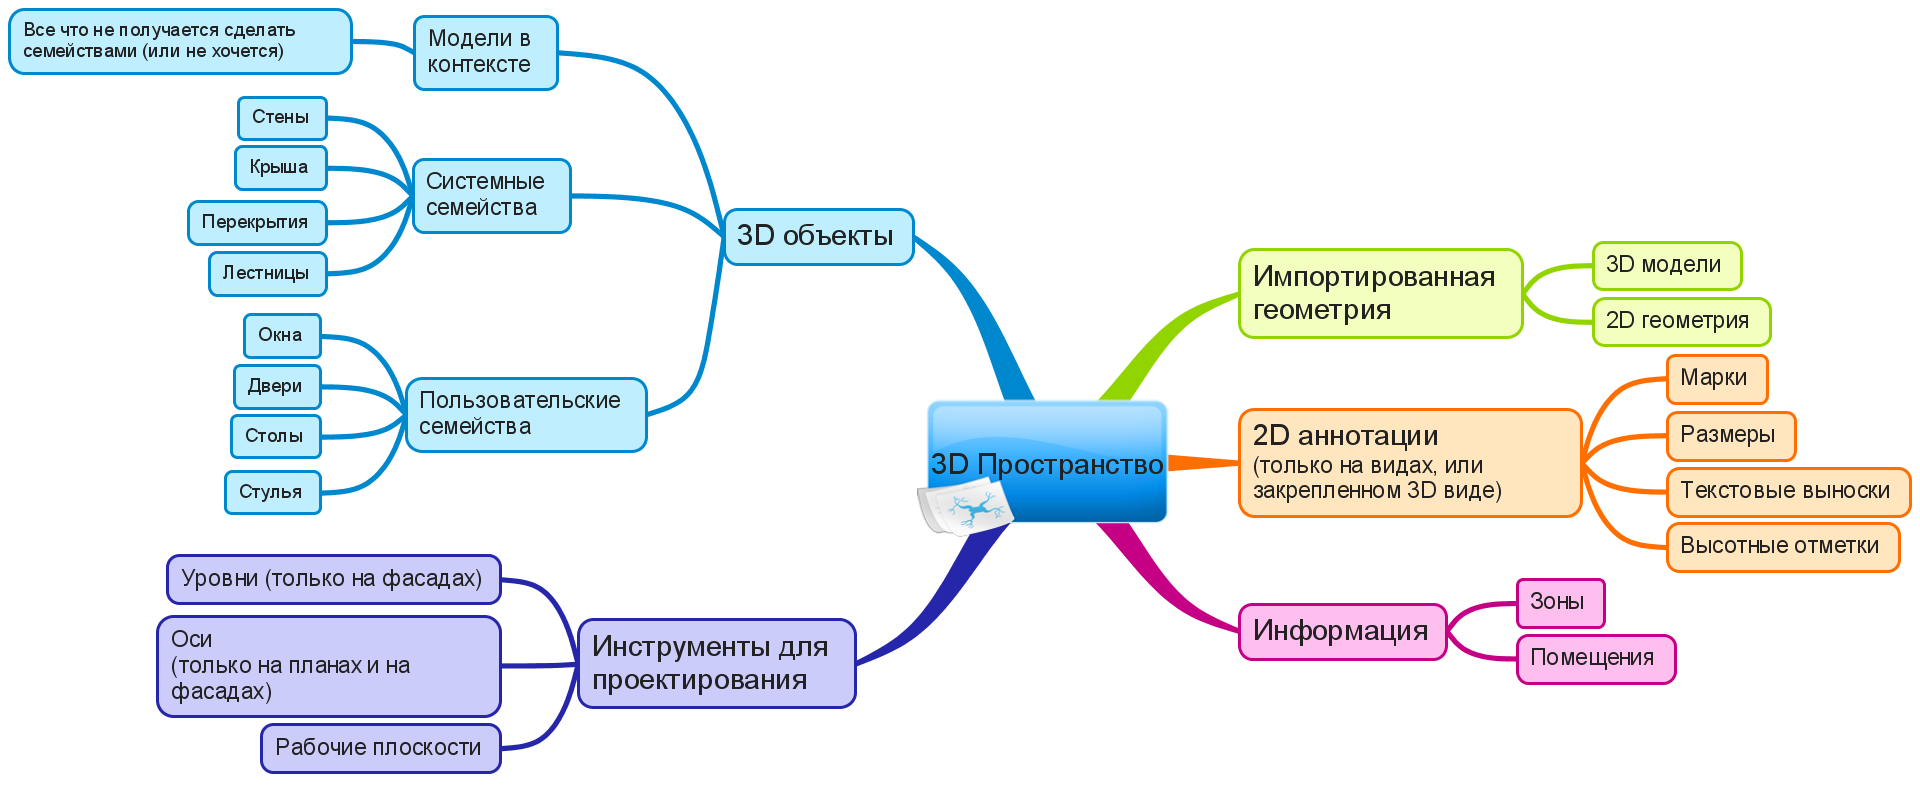 Все что не получается сделать
семействами (или не хочется)
Модели в
контексте
Стены
Крыша
Перекрытия
Лестницы
Системные
семейства
Окна
Двери
Столы
Стулья
Пользовательские
семейства
3D объекты
Уровни (только на фасадах)
Оси
(только на планах и на
фасадах)
Рабочие плоскости
Инструменты для
проектирования
3D Пространство
Импортированная
геометрия
3D модели
2D геометрия
2D аннотации
(только на видах, или
закрепленном 3D виде)
Марки
Размеры
Текстовые выноски
Высотные отметки
Информация
Зоны
Помещения